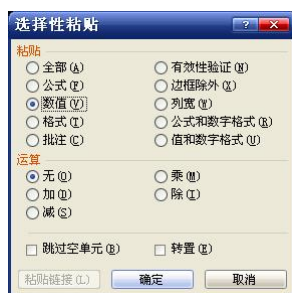 选择性粘贴
粘贴
全部(A) 有效性验证(N)
公式(F) 边框除外(X)
数值(V) 列宽(W)
格式(T) 公式和数字格式(R)
批注(C) 值和数字格式(U)
运算
无(O) 乘(M)
加(D) 除(I)
减(S)
跳过空单元(B) 转置(E)
粘贴链接(L) 确定 取消